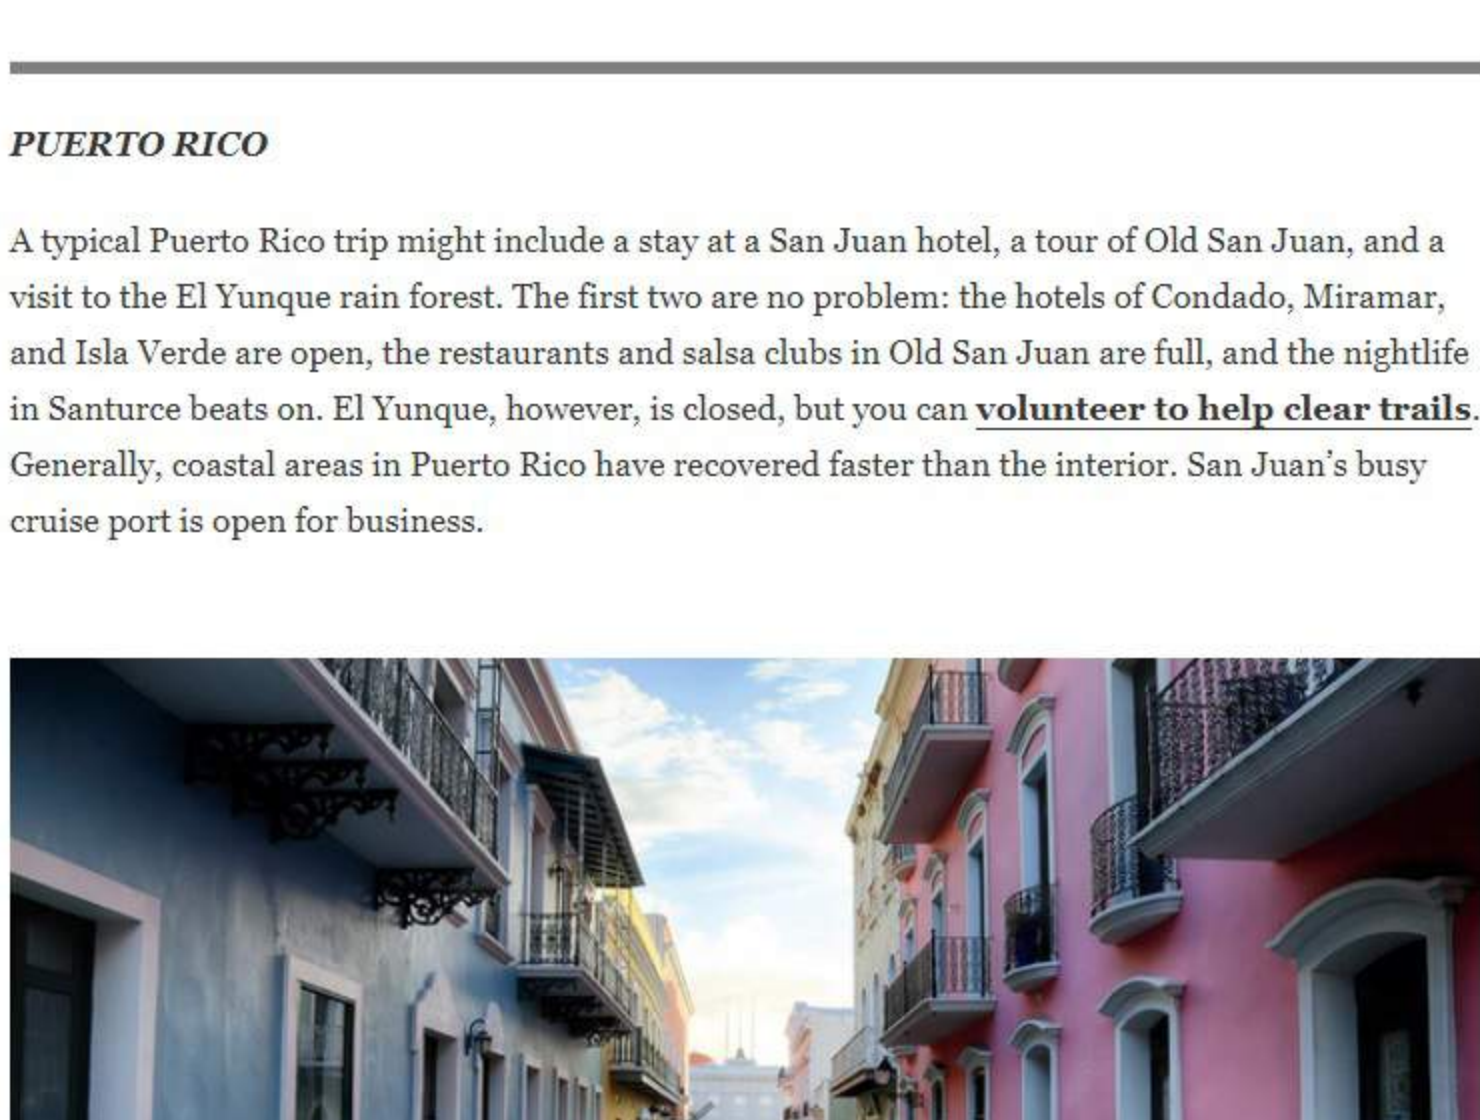 PUERTO RICO
A typical Puerto Rico trip might include a stay at a San Juan hotel, a tour of Old San Juan, and a
visit to the El Yunque rain forest. The first two are no problem: the hotels of Condado, Miramar,
and Isla Verde are open, the restaurants and salsa clubs in Old San Juan are full, and the nightlife
in Santurce beats on. El Yunque, however, is closed, but you can volunteer to help clear trails.
Generally, coastal areas in Puerto Rico have recovered faster than the interior. San Juan’s busy
cruise port is open for business.